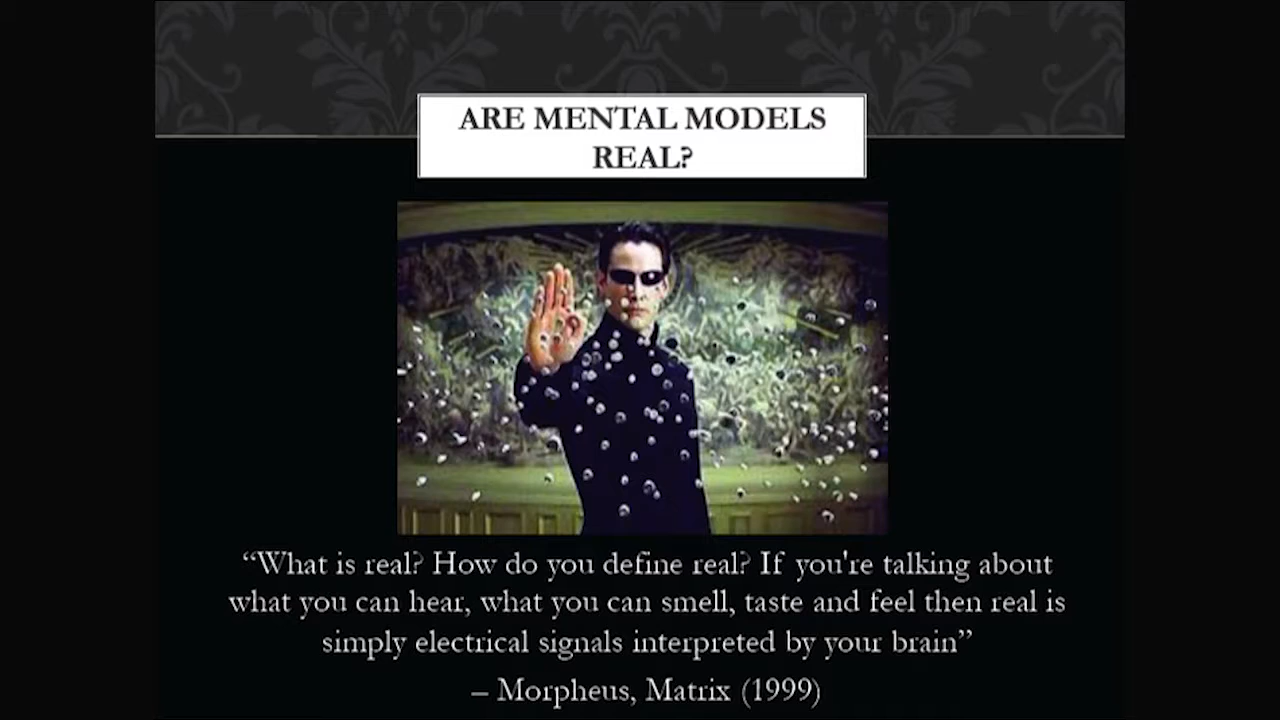 ARE MENTAL MODELS
REAL?
“What is real? How do you define real? If you're talking about
what you can hear, what you can smell, taste and feel then real is
simply electrical signals interpreted by your brain”
– Morpheus, Matrix (1999)